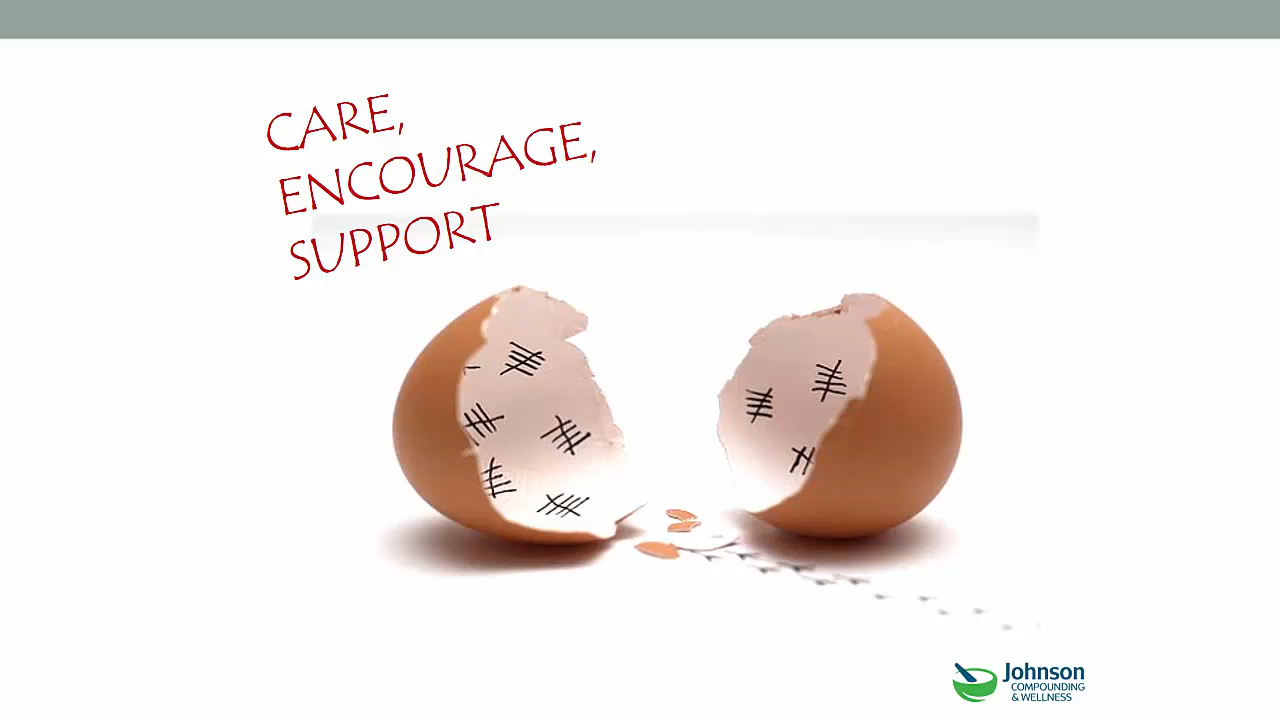 CARE,
ENCOURAGE,
SUPPORT
Johnson
COMPOUNDING
& WELLNESS